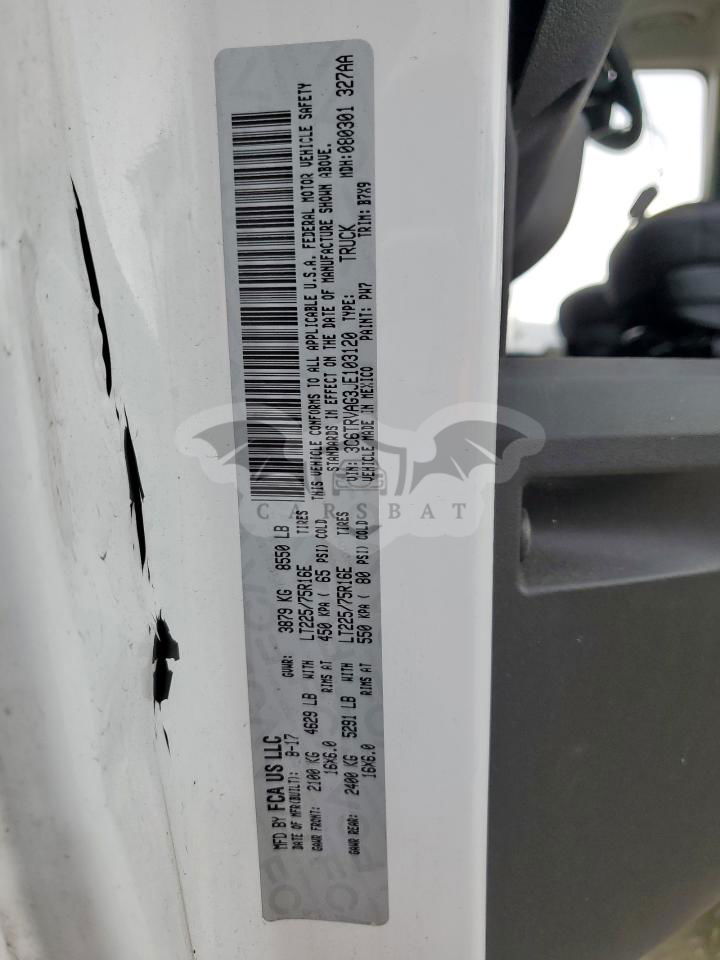 MFD BY FCA US LLC
DATE OF MFR(BUILT): 8-17 GVWR: 3879 KG 8550 LB
GAWR FRONT: 2100 KG 4629 LB WITH LT225/75R16E TIRES
16X6.0 RIMS AT 450 KPA ( 65 PSI) COLD
GAWR REAR: 2400 KG 5291 LB WITH LT225/75R16E TIRES
16X6.0 RIMS AT 550 KPA ( 80 PSI) COLD
THIS VEHICLE CONFORMS TO ALL APPLICABLE U.S.A. FEDERAL MOTOR VEHICLE SAFETY
STANDARDS IN EFFECT ON THE DATE OF MANUFACTURE SHOWN ABOVE.
VIN: 3C6TRVAG3JE103120 TYPE: TRUCK MDH:080301 327AA
VEHICLE MADE IN MEXICO PAINT: PW7 TRIM: B7X9
CARSBAT